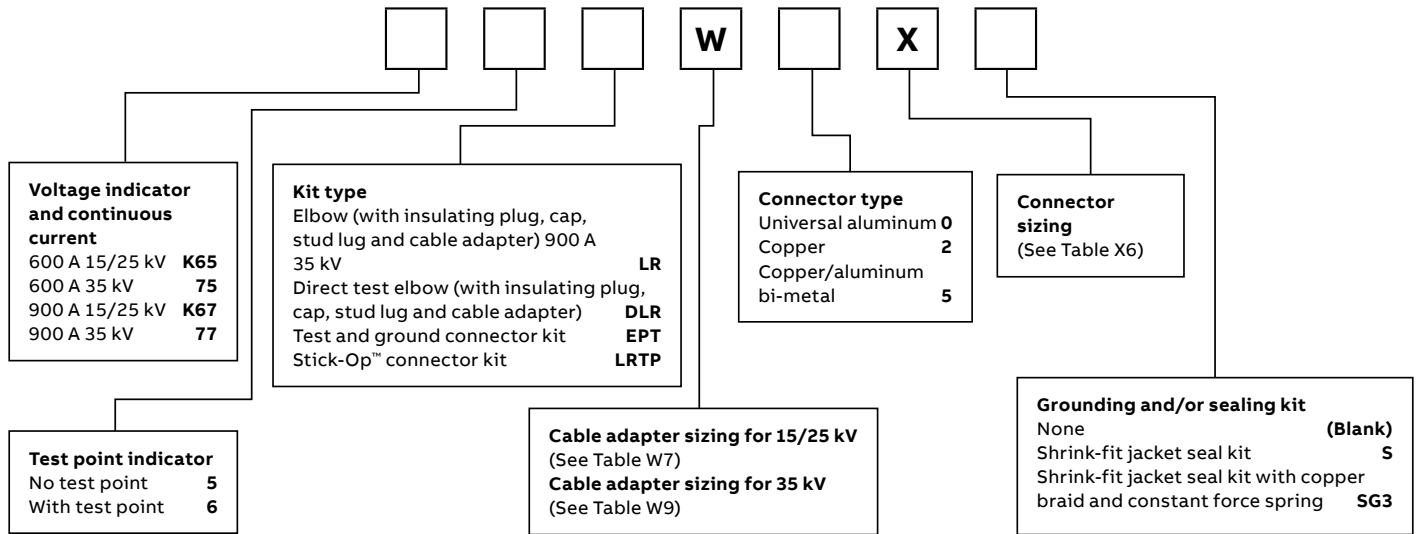 W
X
Voltage indicator
and continuous
current
600 A 15/25 kV K65
600 A 35 kV 75
900 A 15/25 kV K67
900 A 35 kV 77
Test point indicator
No test point 5
With test point 6
Kit type
Elbow (with insulating plug, cap,
stud lug and cable adapter) 900 A
35 kV LR
Direct test elbow (with insulating plug,
cap, stud lug and cable adapter) DLR
Test and ground connector kit EPT
Stick-Op™ connector kit LRTP
Cable adapter sizing for 15/25 kV
(See Table W7)
Cable adapter sizing for 35 kV
(See Table W9)
Connector type
Universal aluminum 0
Copper 2
Copper/aluminum
bi-metal 5
Connector
sizing
(See Table X6)
Grounding and/or sealing kit
None (Blank)
Shrink-fit jacket seal kit S
Shrink-fit jacket seal kit with copper
braid and constant force spring SG3